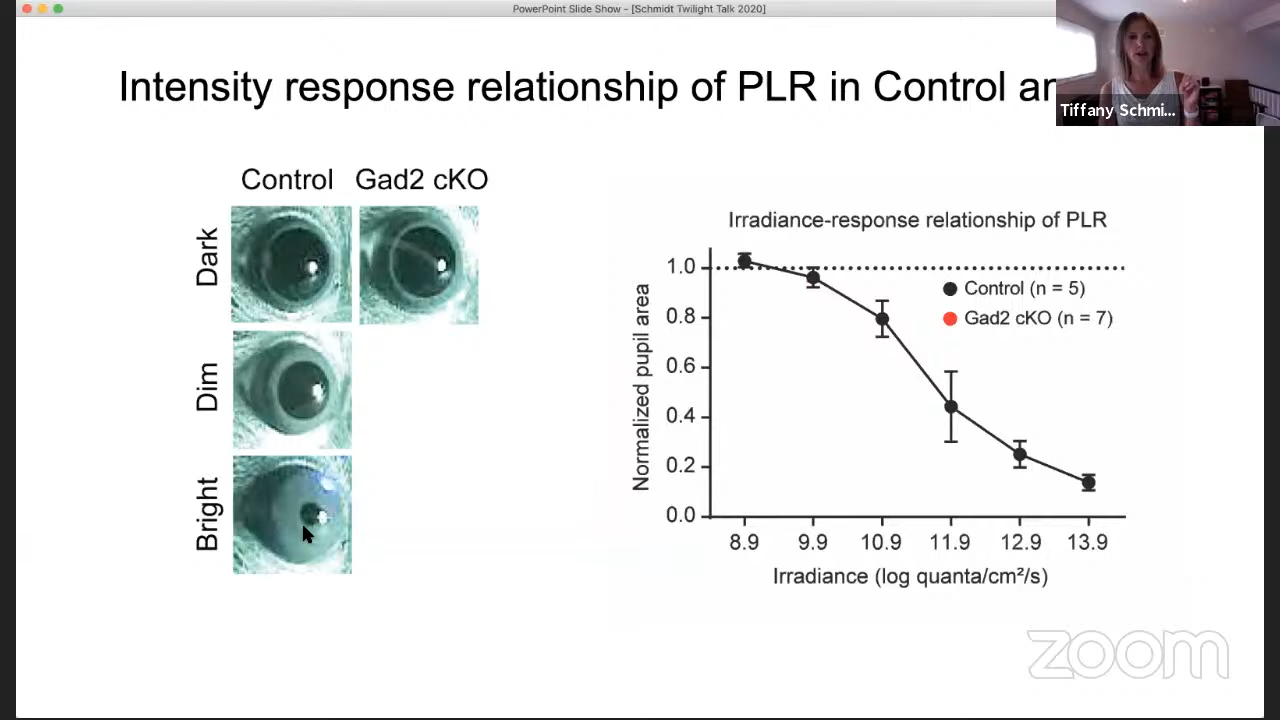 PowerPoint Slide Show - [Schmidt Twilight Talk 2020]
Intensity response relationship of PLR in Control
Tiffany Schmi...
Control Gad2 cKO
Dark
Dim
Bright
Irradiance-response relationship of PLR
Normalized pupil area
1.0
0.8
0.6
0.4
0.2
0.0
Control (n = 5)
Gad2 cKO (n = 7)
8.9 9.9 10.9 11.9 12.9 13.9
Irradiance (log quanta/cm²/s)
zoom